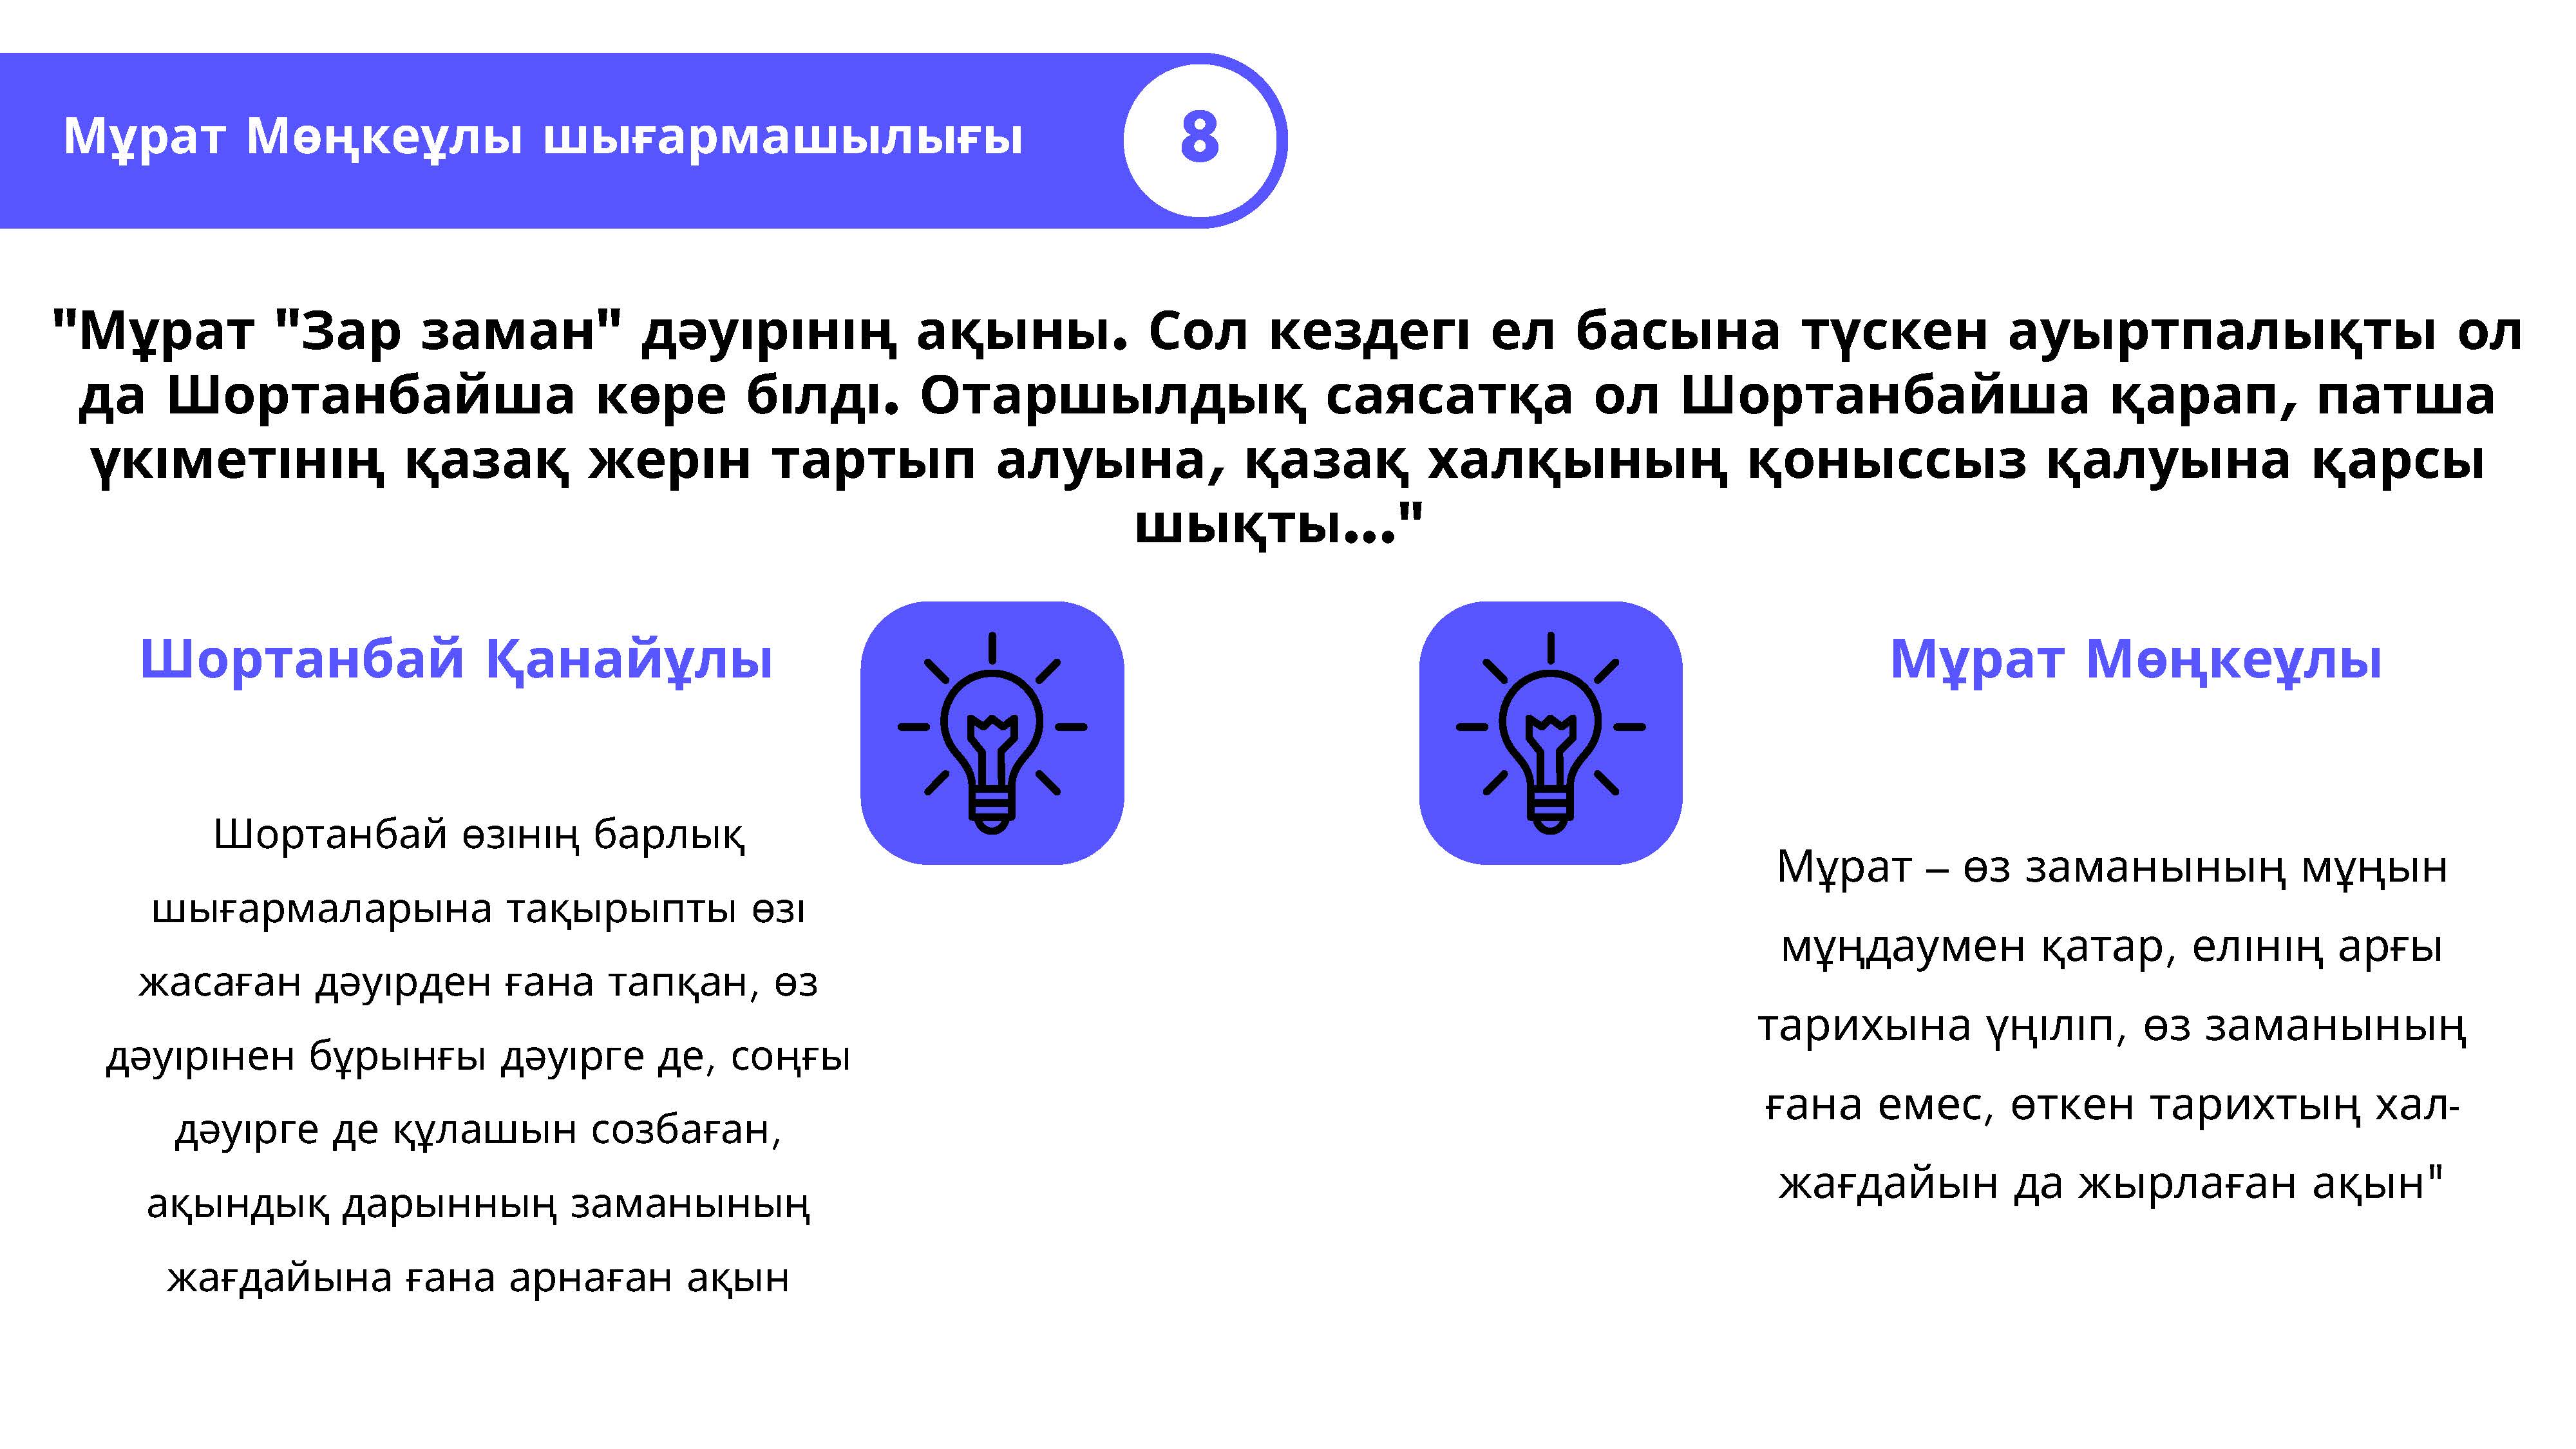 Мұрат Мөңкеұлы шығармашылығы
8
"Мұрат "Зар заман" дәуірінің ақыны. Сол кездегі ел басына түскен ауыртпалықты ол
да Шортанбайша көре білді. Отаршылдық саясатқа ол Шортанбайша қарап, патша
үкіметінің қазақ жерін тартып алуына, қазақ халқының қоныссыз қалуына қарсы
шықты..."
Шортанбай Қанайұлы
Шортанбай өзінің барлық
шығармаларына тақырыпты өзі
жасаған дәуірден ғана тапқан, өз
дәуірінен бұрынғы дәуірге де, соңғы
дәуірге де құлашын созбаған,
ақындық дарынның заманының
жағдайына ғана арнаған ақын
Мұрат Мөңкеұлы
Мұрат – өз заманының мұңын
мұңдаумен қатар, елінің арғы
тарихына үңіліп, өз заманының
ғана емес, өткен тарихтың хал-
жағдайын да жырлаған ақын"